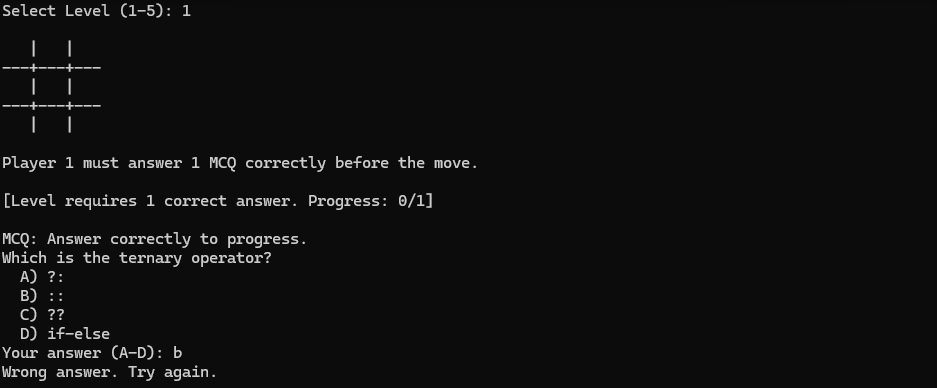 Select Level (1-5): 1
   |   |
---+---+---
   |   |
---+---+---
   |   |
Player 1 must answer 1 MCQ correctly before the move.
[Level requires 1 correct answer. Progress: 0/1]
MCQ: Answer correctly to progress.
Which is the ternary operator?
  A) ?:
  B) ::
  C) ??
  D) if-else
Your answer (A-D): b
Wrong answer. Try again.